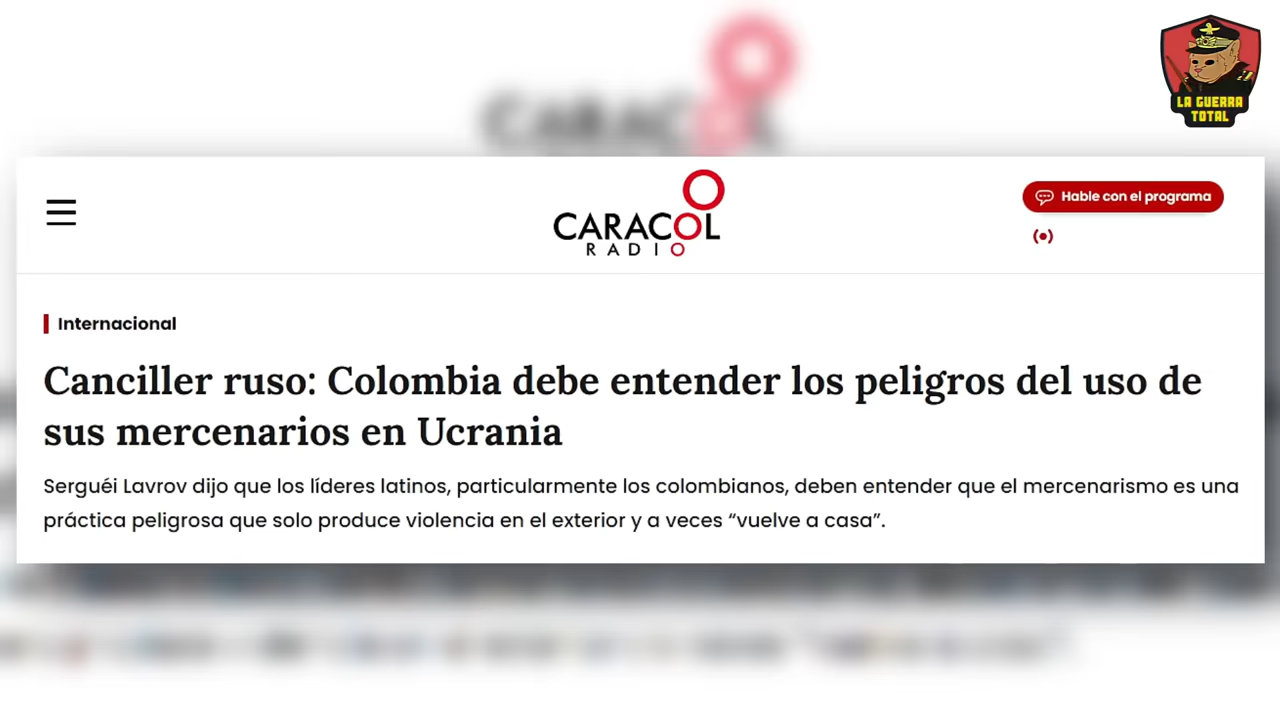 LA GUERRA
TOTAL
CARACOL
RADIO
Hable con el programa
Internacional
Canciller ruso: Colombia debe entender los peligros del uso de
sus mercenarios en Ucrania
Serguéi Lavrov dijo que los líderes latinos, particularmente los colombianos, deben entender que el mercenarismo es una
práctica peligrosa que solo produce violencia en el exterior y a veces “vuelve a casa”.